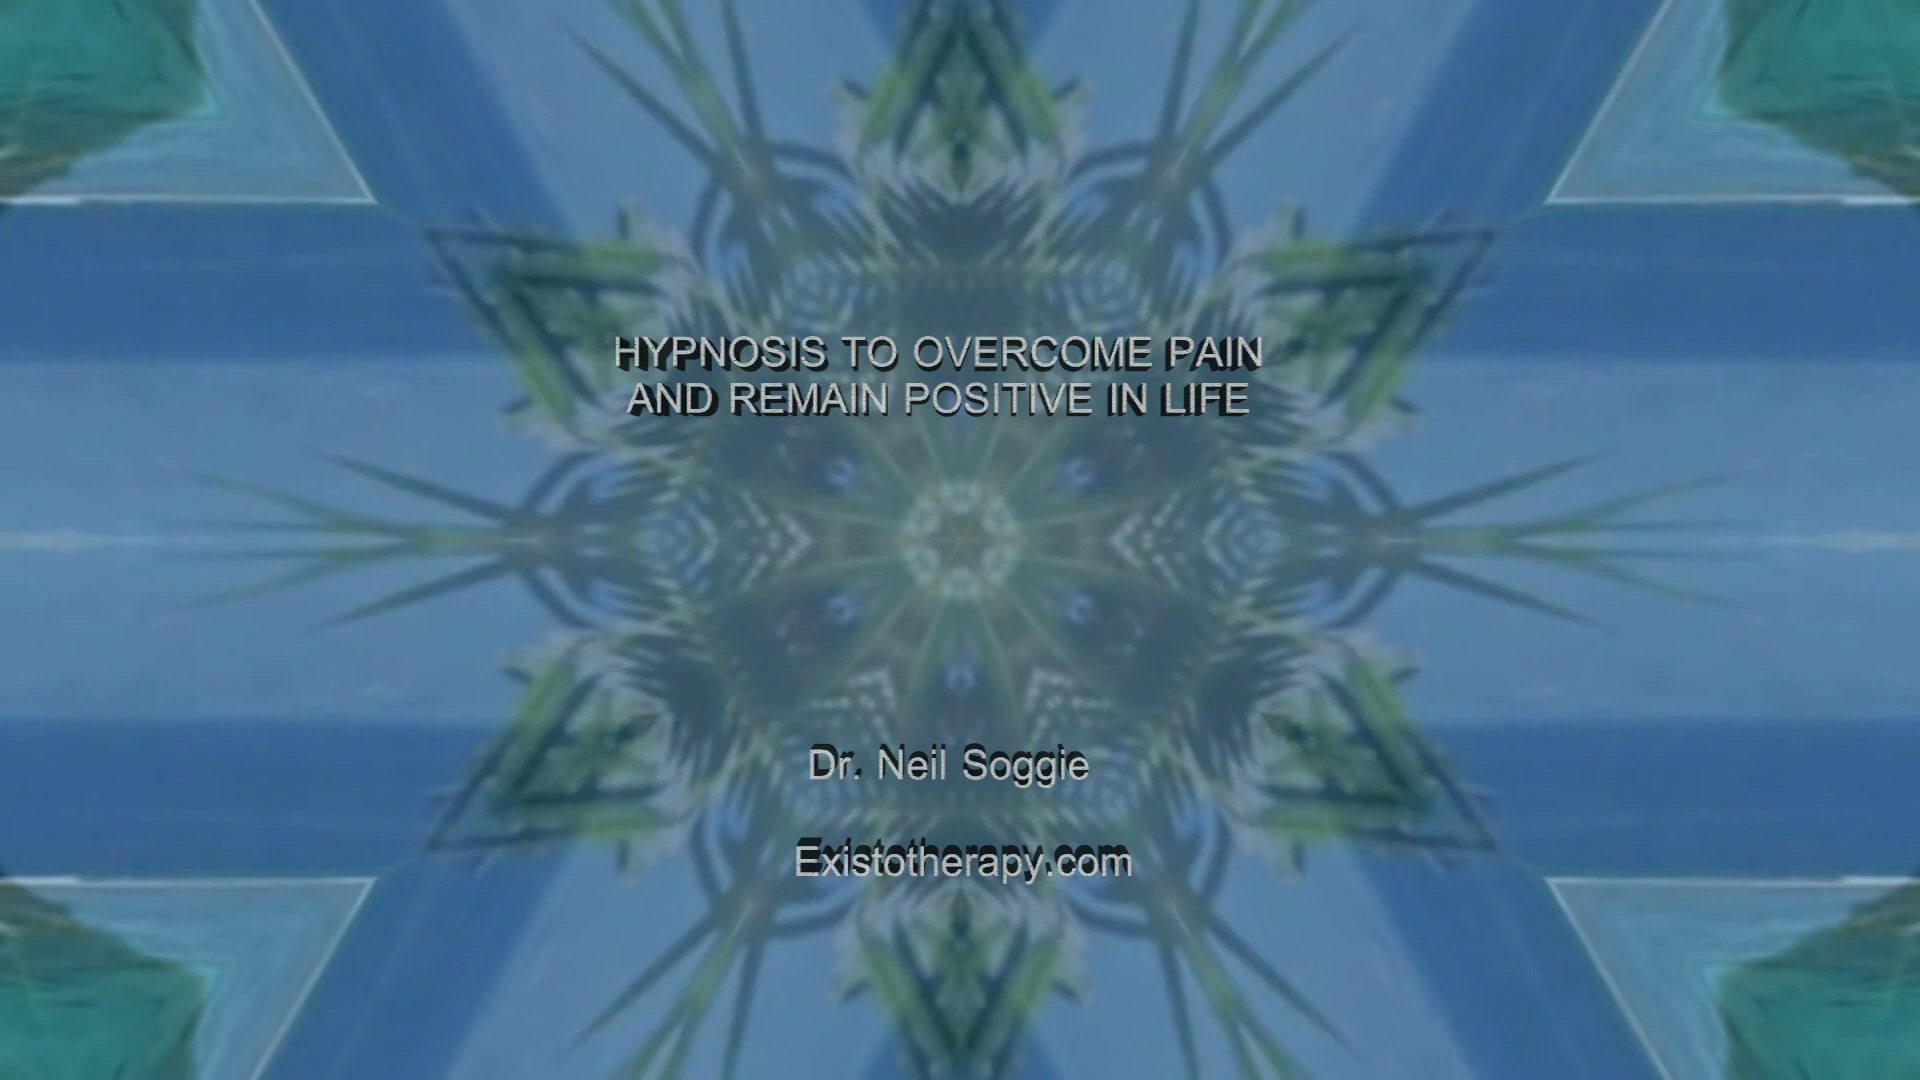 HYPNOSIS TO OVERCOME PAIN
AND REMAIN POSITIVE IN LIFE
Dr. Neil Soggie
Existotherapy.com